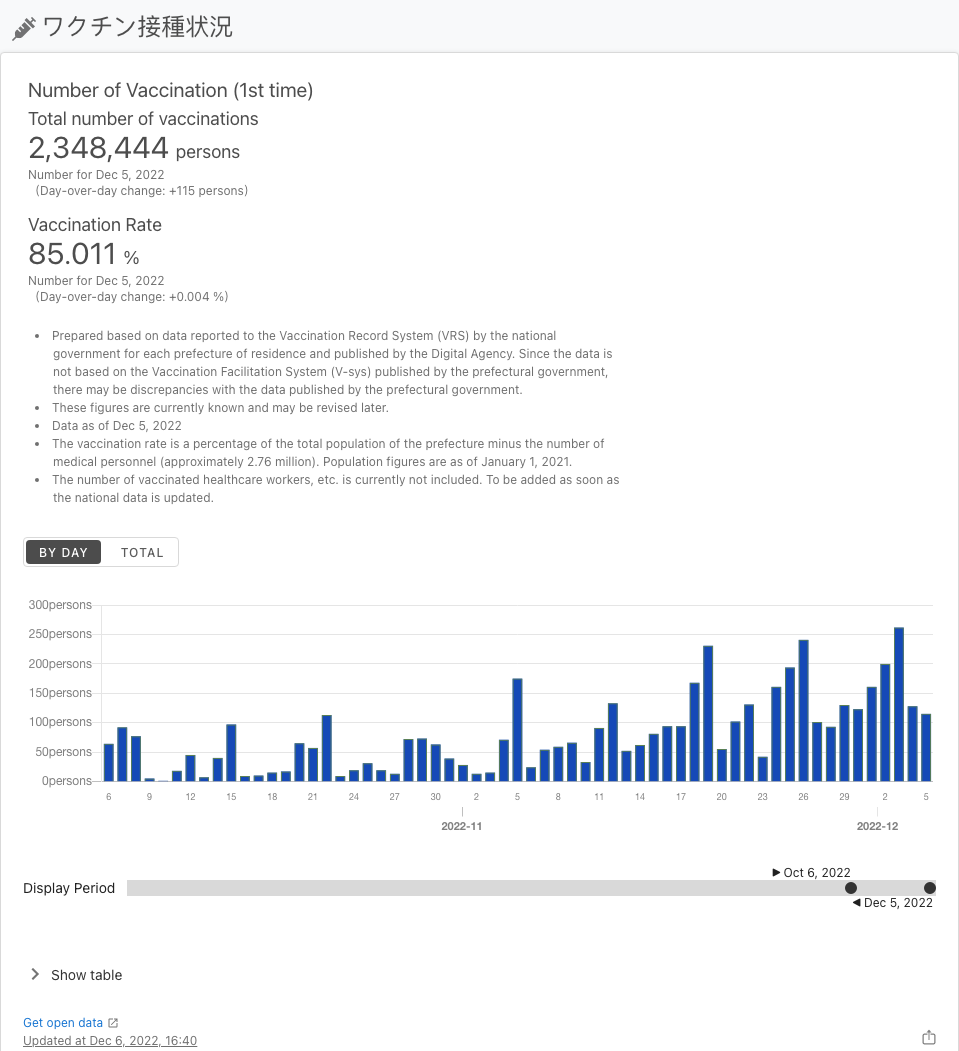 ワクチン接種状況
Number of Vaccination (1st time)
Total number of vaccinations
2,348,444 persons
Number for Dec 5, 2022
(Day-over-day change: +115 persons)
Vaccination Rate
85.011 %
Number for Dec 5, 2022
(Day-over-day change: +0.004 %)
• Prepared based on data reported to the Vaccination Record System (VRS) by the national
government for each prefecture of residence and published by the Digital Agency. Since the data is
not based on the Vaccination Facilitation System (V-sys) published by the prefectural government,
there may be discrepancies with the data published by the prefectural government.
• These figures are currently known and may be revised later.
• Data as of Dec 5, 2022
• The vaccination rate is a percentage of the total population of the prefecture minus the number of
medical personnel (approximately 2.76 million). Population figures are as of January 1, 2021.
• The number of vaccinated healthcare workers, etc. is currently not included. To be added as soon as
the national data is updated.
BY DAY TOTAL
300persons
250persons
200persons
150persons
100persons
50persons
0persons
6 9 12 15 18 21 24 27 30 2 5 8 11 14 17 20 23 26 29 2 5
2022-11 2022-12
Oct 6, 2022
Display Period
Dec 5, 2022
Show table
Get open data
Updated at Dec 6, 2022, 16:40